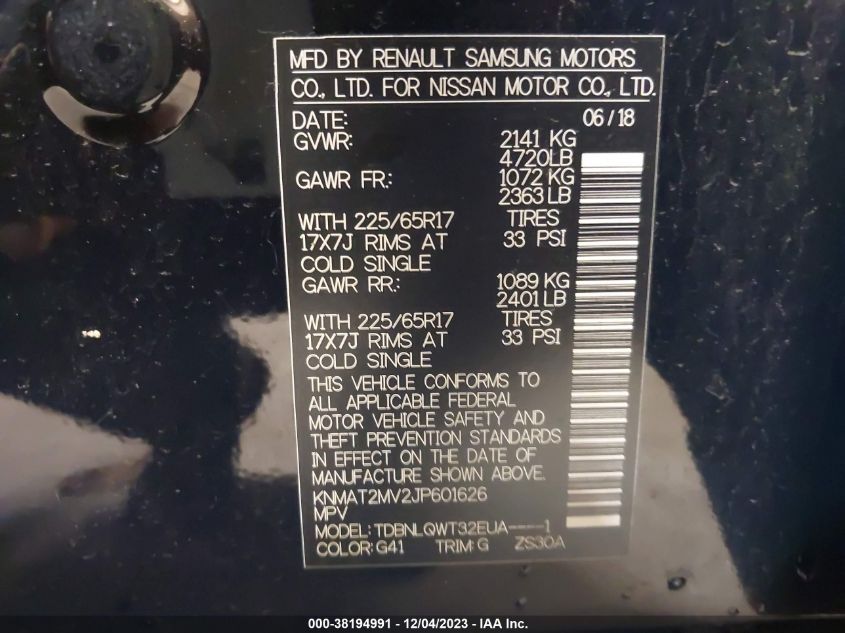 MFD BY RENAULT SAMSUNG MOTORS
CO., LTD. FOR NISSAN MOTOR CO., LTD.
DATE: 06/18
GVWR: 2141 KG
4720LB
GAWR FR.: 1072 KG
2363 LB
WITH 225/65R17 TIRES
17X7J RIMS AT 33 PSI
COLD SINGLE
GAWR RR.: 1089 KG
2401 LB
WITH 225/65R17 TIRES
17X7J RIMS AT 33 PSI
COLD SINGLE
THIS VEHICLE CONFORMS TO
ALL APPLICABLE FEDERAL
MOTOR VEHICLE SAFETY AND
THEFT PREVENTION STANDARDS
IN EFFECT ON THE DATE OF
MANUFACTURE SHOWN ABOVE.
KNMAT2MV2JP601626
MPV
MODEL: TDBNLQWT32EUA----1
COLOR: G41 TRIM: G ZS30A
000-38194991 - 12/04/2023 - IAA Inc.